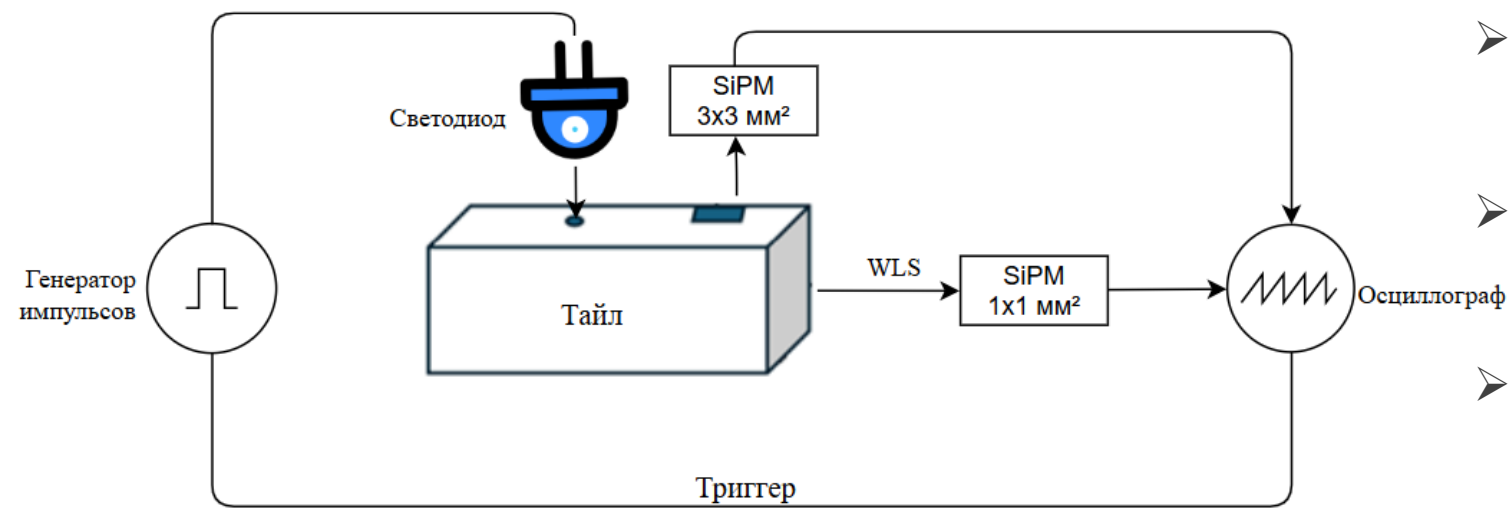 SiPM
3x3 мм²
Светодиод
WLS
SiPM
1x1 мм²
Генератор
импульсов
Тайл
Осциллограф
Триггер